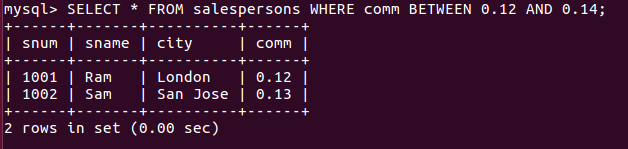 mysql> SELECT * FROM salespersons WHERE comm BETWEEN 0.12 AND 0.14;
+------+-------+----------+------+
| snum | sname | city     | comm |
+------+-------+----------+------+
| 1001 | Ram   | London   | 0.12 |
| 1002 | Sam   | San Jose | 0.13 |
+------+-------+----------+------+
2 rows in set (0.00 sec)